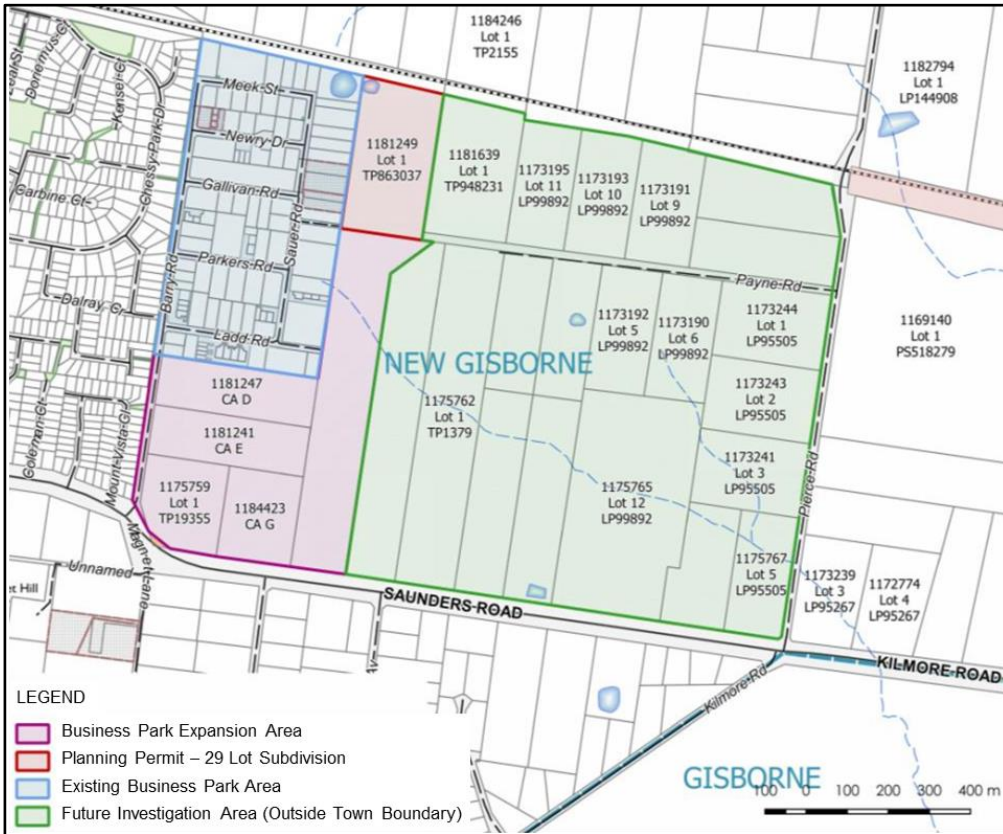 1184246
Lot 1
TP2155
1182794
Lot 1
LP144908
Doriemus Ct
Kensei Ct
Chessy Park Dr
Carbine Ct
Dalray Cr
Coleman Ct
Mount Vista Ct
Barry Rd
Meek St
Newry Dr
Gallivan Rd
Sauer Rd
Parkers Rd
Ladd Rd
1181249
Lot 1
TP863037
1181639
Lot 1
TP948231
1173195
Lot 11
LP99892
1173193
Lot 10
LP99892
1173191
Lot 9
LP99892
Payne Rd
1173192
Lot 5
LP99892
1173190
Lot 6
LP99892
1173244
Lot 1
LP95505
1169140
Lot 1
PS518279
NEW GISBORNE
1181247
CA D
1175762
Lot 1
TP1379
1173243
Lot 2
LP95505
1181241
CA E
1173241
Lot 3
LP95505
Pierce Rd
1175759
Lot 1
TP19355
1184423
CA G
1175765
Lot 12
LP99892
1175767
Lot 5
LP95505
1173239
Lot 3
LP95267
1172774
Lot 4
LP95267
Magnet Lane
Unnamed
et Hill
SAUNDERS ROAD
Av
KILMORE ROAD
Kilmore Rd
GISBORNE
100 0 100 200 300 400 m
LEGEND
Business Park Expansion Area
Planning Permit – 29 Lot Subdivision
Existing Business Park Area
Future Investigation Area (Outside Town Boundary)